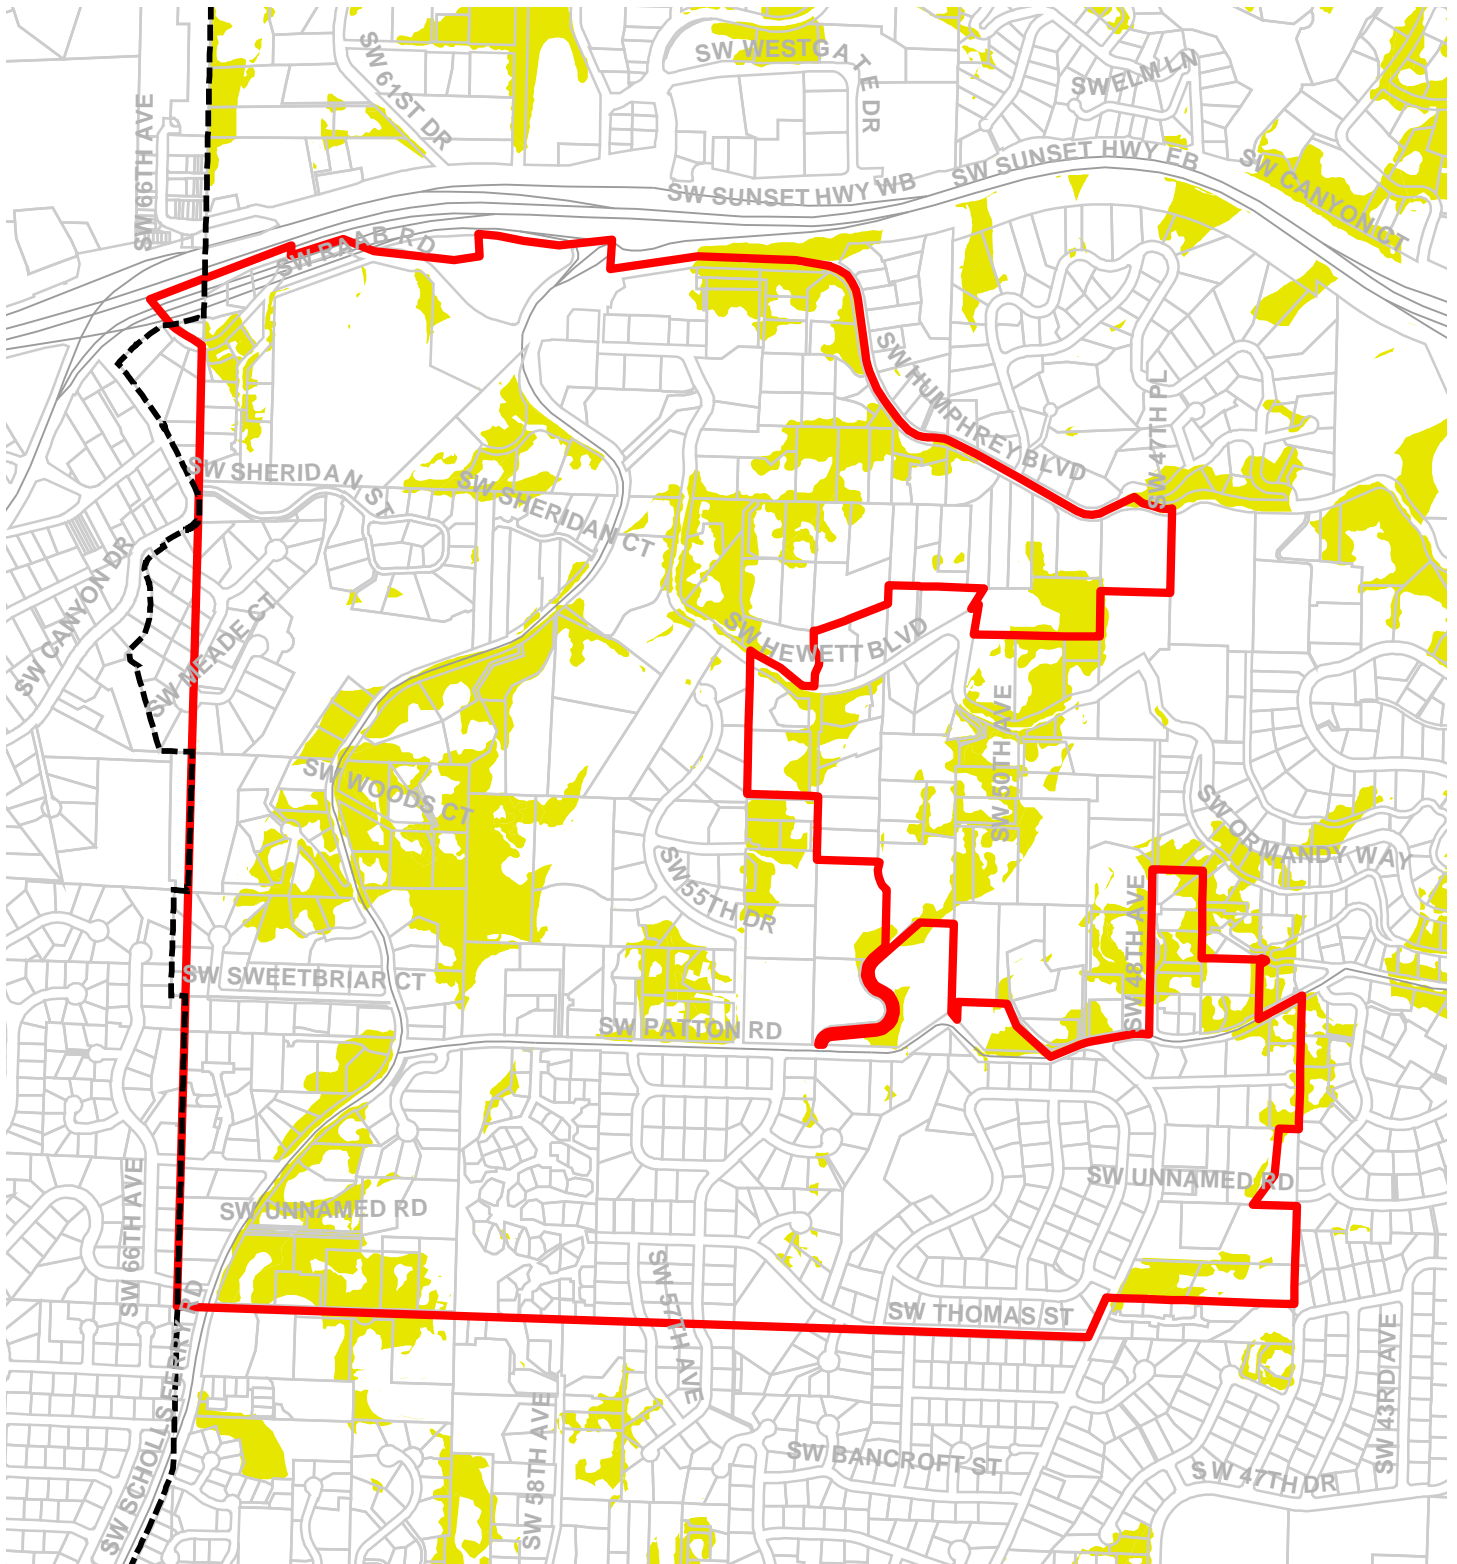 SW WESTGATE DR
SW 61ST DR
SW ELM LN
SW 66TH AVE
SW SUNSET HWY EB
SW SUNSET HWY WB
SW CANYON CT
SW RAAB RD
SW HUMPHREY BLVD
SW 47TH PL
SW SHERIDAN ST
SW SHERIDAN CT
SW CANYON DR
SW MEADE CT
SW HEWETT BLVD
SW 50TH AVE
SW WOODS CT
SW ORMANDY WAY
SW 55TH DR
SW 48TH AVE
SW SWEETBRIAR CT
SW PATTON RD
SW UNNAMED RD
SW 66TH AVE
SW UNNAMED RD
SW 57TH AVE
SW THOMAS ST
SW SCHOLLS FERRY RD
SW 43RD AVE
SW 58TH AVE
SW BANCROFT ST
SW 47TH DR